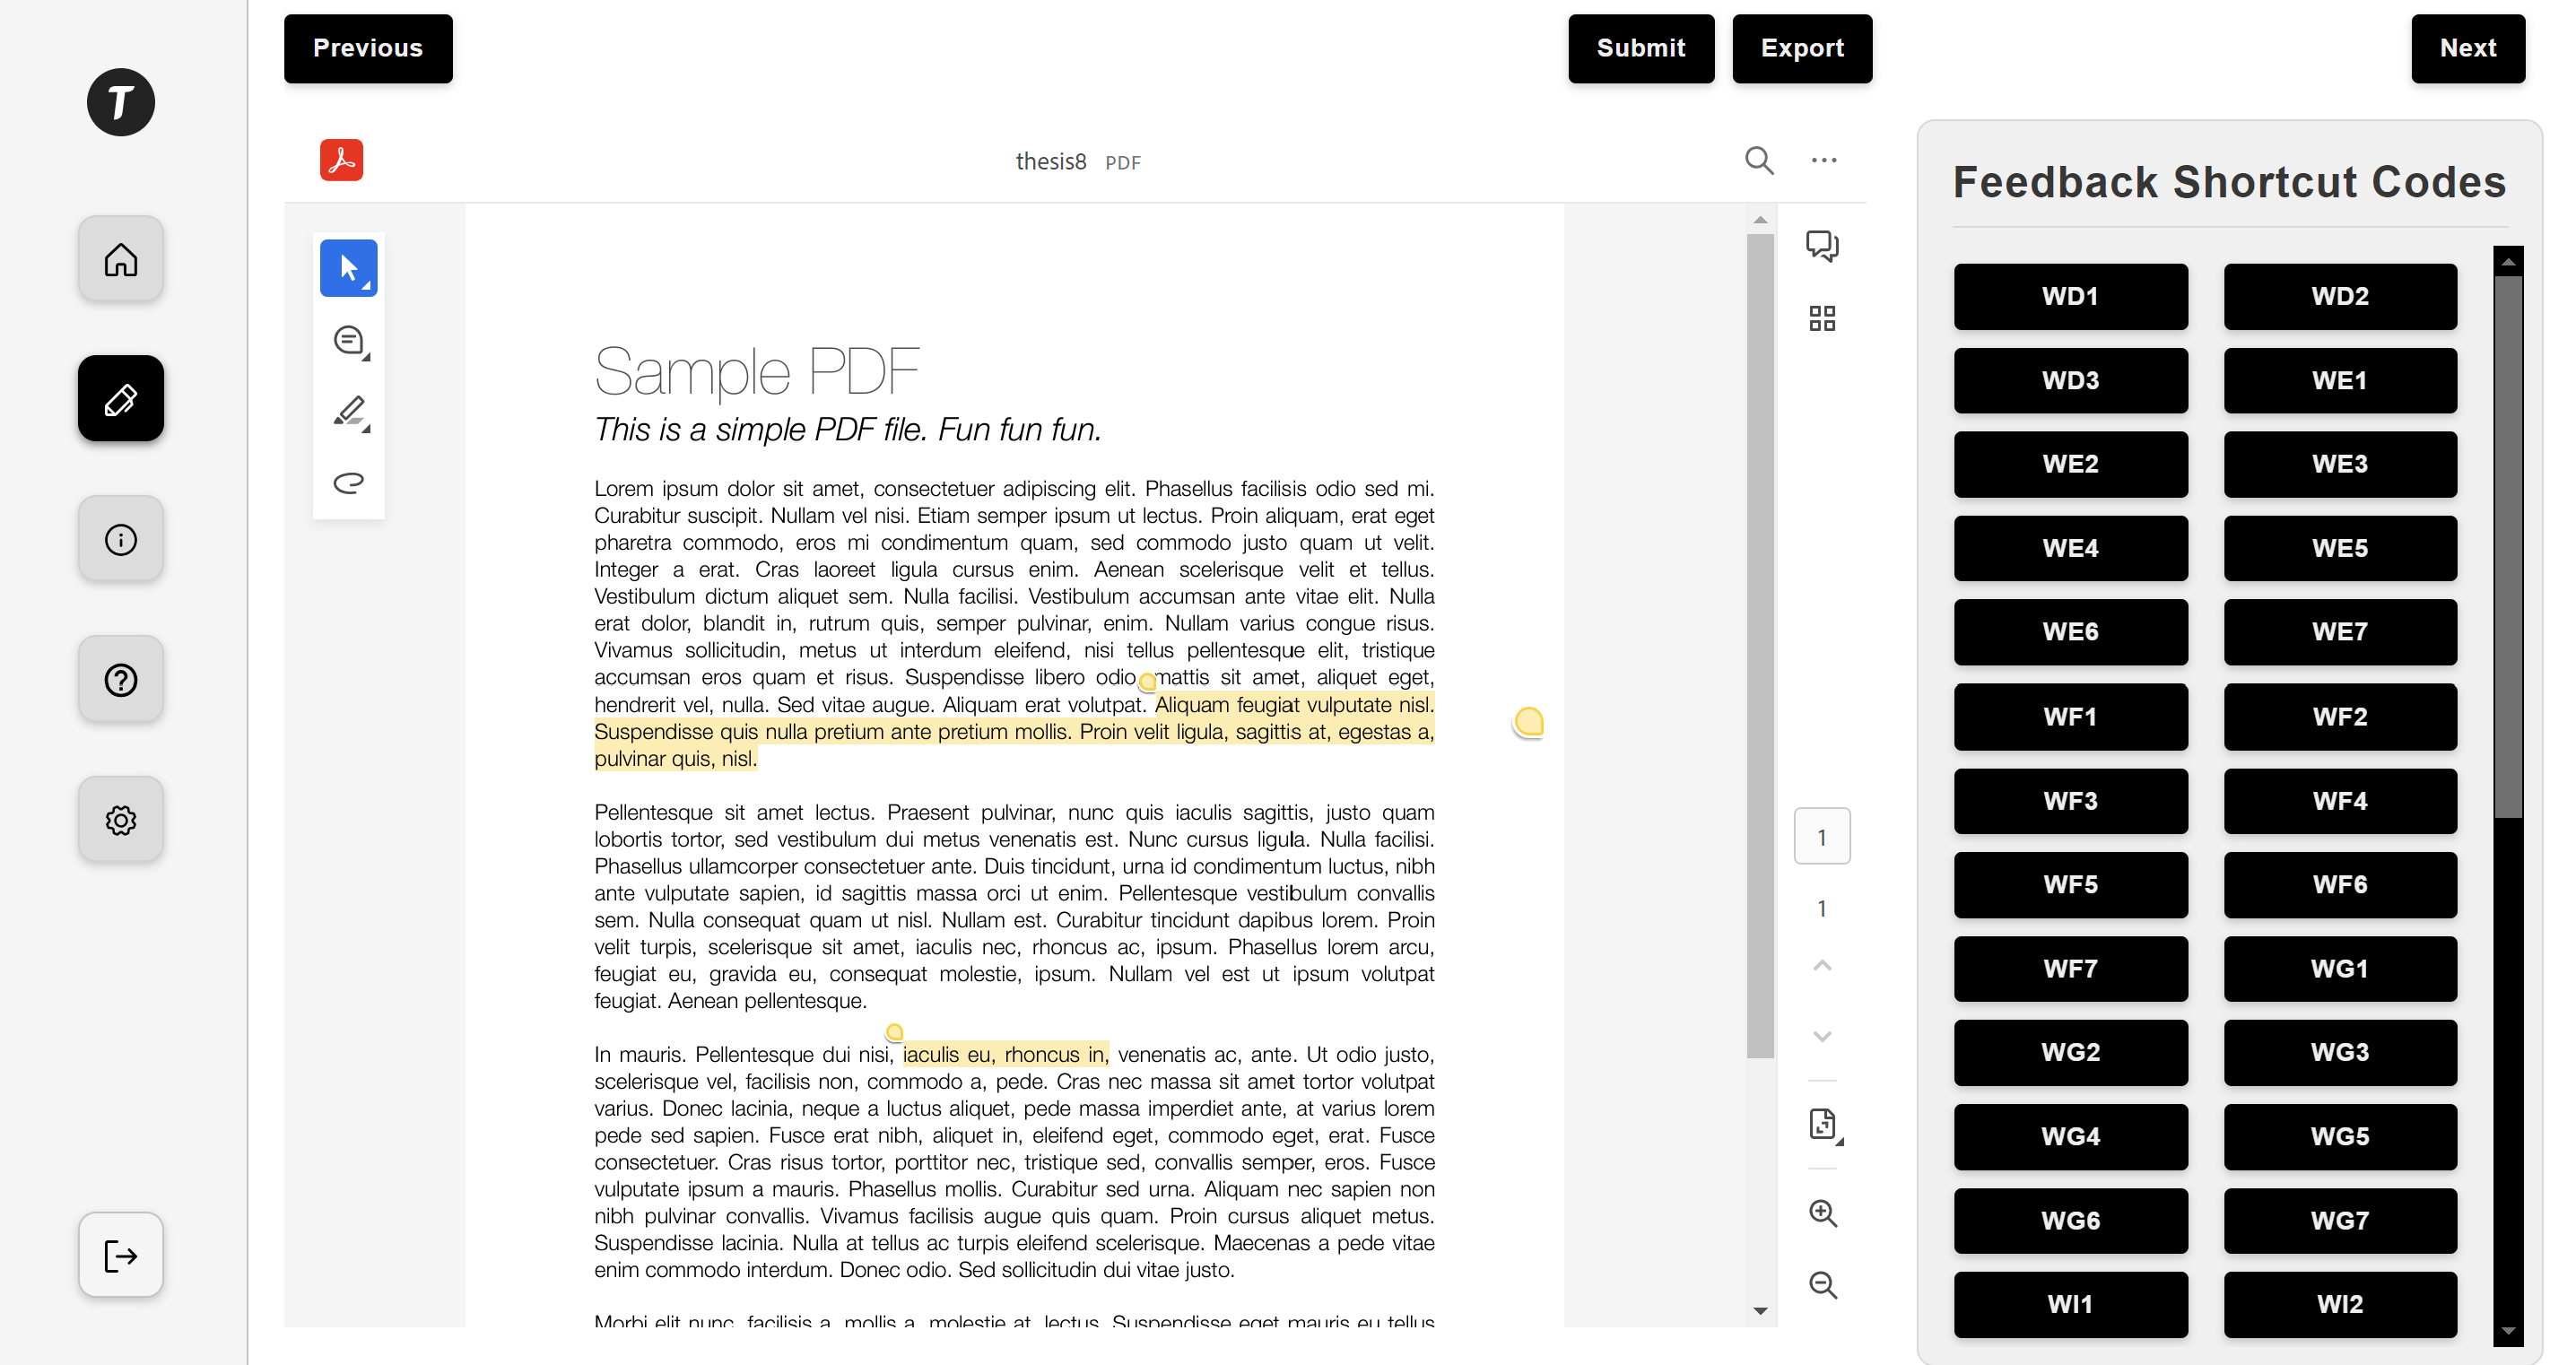 Previous
Submit
Export
Next
T
thesis8 PDF
Feedback Shortcut Codes
WD1
WD2
WD3
WE1
WE2
WE3
WE4
WE5
WE6
WE7
WF1
WF2
WF3
WF4
WF5
WF6
WF7
WG1
WG2
WG3
WG4
WG5
WG6
WG7
WI1
WI2
Sample PDF
This is a simple PDF file. Fun fun fun.
Lorem ipsum dolor sit amet, consectetuer adipiscing elit. Phasellus facilisis odio sed mi.
Curabitur suscipit. Nullam vel nisi. Etiam semper ipsum ut lectus. Proin aliquam, erat eget
pharetra commodo, eros mi condimentum quam, sed commodo justo quam ut velit.
Integer a erat. Cras laoreet ligula cursus enim. Aenean scelerisque velit et tellus.
Vestibulum dictum aliquet sem. Nulla facilisi. Vestibulum accumsan ante vitae elit. Nulla
erat dolor, blandit in, rutrum quis, semper pulvinar, enim. Nullam varius congue risus.
Vivamus sollicitudin, metus ut interdum eleifend, nisi tellus pellentesque elit, tristique
accumsan eros quam et risus. Suspendisse libero odio, mattis sit amet, aliquet eget,
hendrerit vel, nulla. Sed vitae augue. Aliquam erat volutpat. Aliquam feugiat vulputate nisl.
Suspendisse quis nulla pretium ante pretium mollis. Proin velit ligula, sagittis at, egestas a,
pulvinar quis, nisl.
Pellentesque sit amet lectus. Praesent pulvinar, nunc quis iaculis sagittis, justo quam
lobortis tortor, sed vestibulum dui metus venenatis est. Nunc cursus ligula. Nulla facilisi.
Phasellus ullamcorper consectetuer ante. Duis tincidunt, urna id condimentum luctus, nibh
ante vulputate sapien, id sagittis massa orci ut enim. Pellentesque vestibulum convallis
sem. Nulla consequat quam ut nisl. Nullam est. Curabitur tincidunt dapibus lorem. Proin
velit turpis, scelerisque sit amet, iaculis nec, rhoncus ac, ipsum. Phasellus lorem arcu,
feugiat eu, gravida eu, consequat molestie, ipsum. Nullam vel est ut ipsum volutpat
feugiat. Aenean pellentesque.
In mauris. Pellentesque dui nisi, iaculis eu, rhoncus in, venenatis ac, ante. Ut odio justo,
scelerisque vel, facilisis non, commodo a, pede. Cras nec massa sit amet tortor volutpat
varius. Donec lacinia, neque a luctus aliquet, pede massa imperdiet ante, at varius lorem
pede sed sapien. Fusce erat nibh, aliquet in, eleifend eget, commodo eget, erat. Fusce
consectetuer. Cras risus tortor, porttitor nec, tristique sed, convallis semper, eros. Fusce
vulputate ipsum a mauris. Phasellus mollis. Curabitur sed urna. Aliquam nec sapien non
nibh pulvinar convallis. Vivamus facilisis augue quis quam. Proin cursus aliquet metus.
Suspendisse lacinia. Nulla at tellus ac turpis eleifend scelerisque. Maecenas a pede vitae
enim commodo interdum. Donec odio. Sed sollicitudin dui vitae justo.
Morbi elit nunc, facilisis a, mollis a, molestie at, lectus. Suspendisse eget mauris eu tellus
1
1